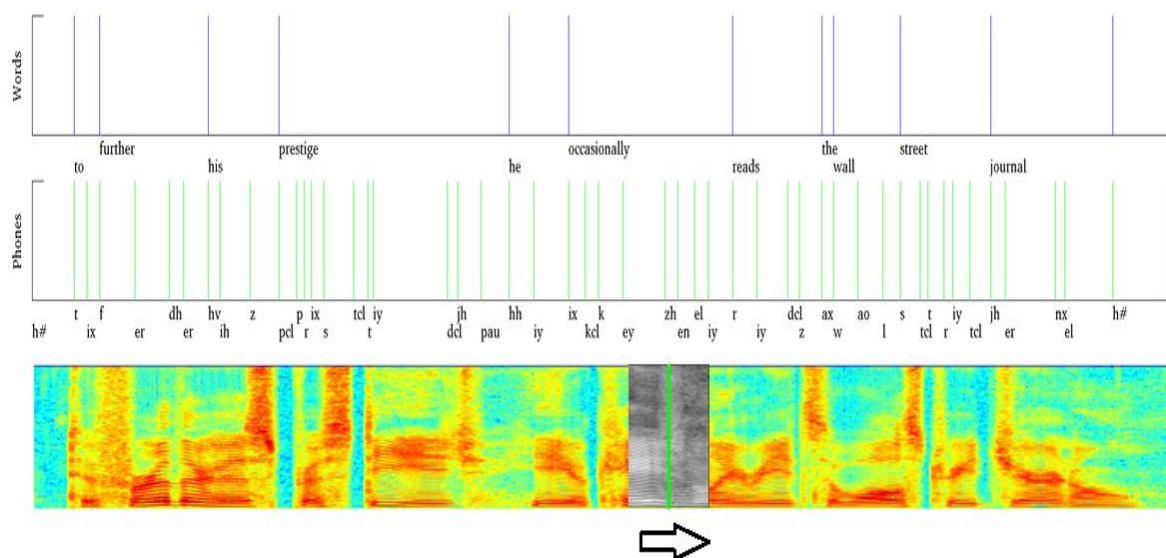 Words
further prestige occasionally the street
to his he reads wall journal
Phones
t f dh hv z p ix tcl iy jh hh ix k zh el r dcl ax ao s t iy jh nx h#
h# ix er er ih pcl r s t dcl pau iy kcl ey en iy iy z w l tcl r tcl er el